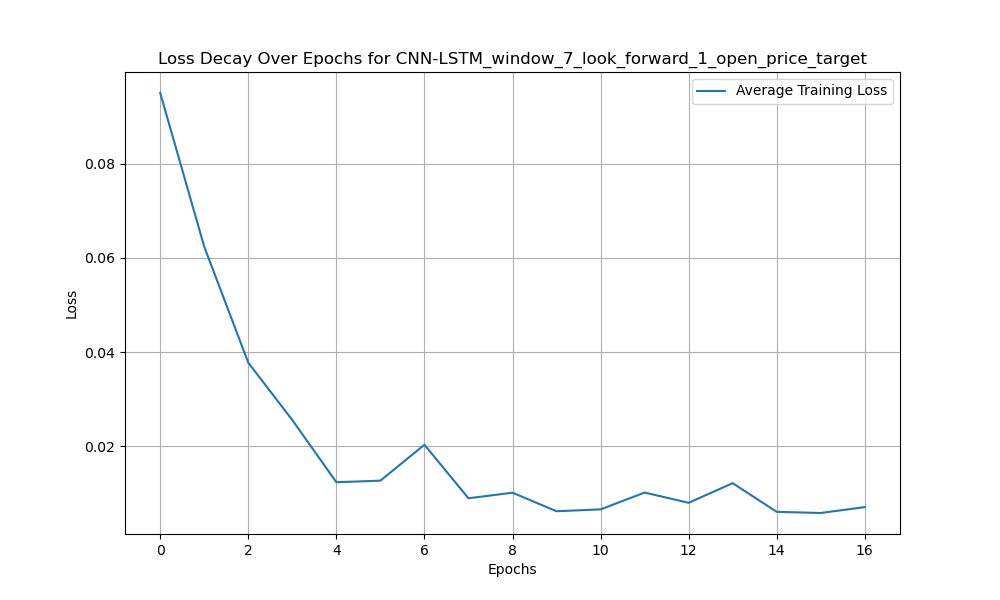 Loss Decay Over Epochs for CNN-LSTM_window_7_look_forward_1_open_price_target
Average Training Loss
0.08
0.06
0.04
0.02
Loss
0 2 4 6 8 10 12 14 16
Epochs